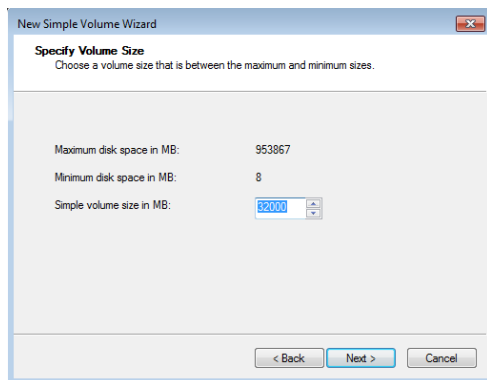 New Simple Volume Wizard
Specify Volume Size
Choose a volume size that is between the maximum and minimum sizes.
Maximum disk space in MB: 953867
Minimum disk space in MB: 8
Simple volume size in MB: 32000
< Back Next > Cancel